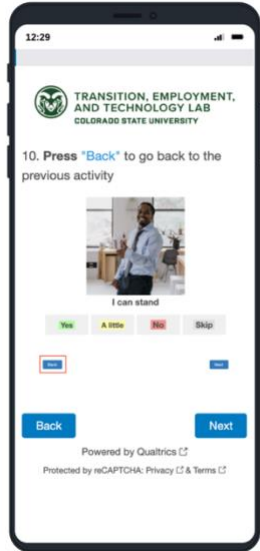 12:29
TRANSITION, EMPLOYMENT,
AND TECHNOLOGY LAB
COLORADO STATE UNIVERSITY
10. Press "Back" to go back to the
previous activity
I can stand
Yes A little No Skip
Back Next
Back Next
Powered by Qualtrics
Protected by reCAPTCHA: Privacy & Terms